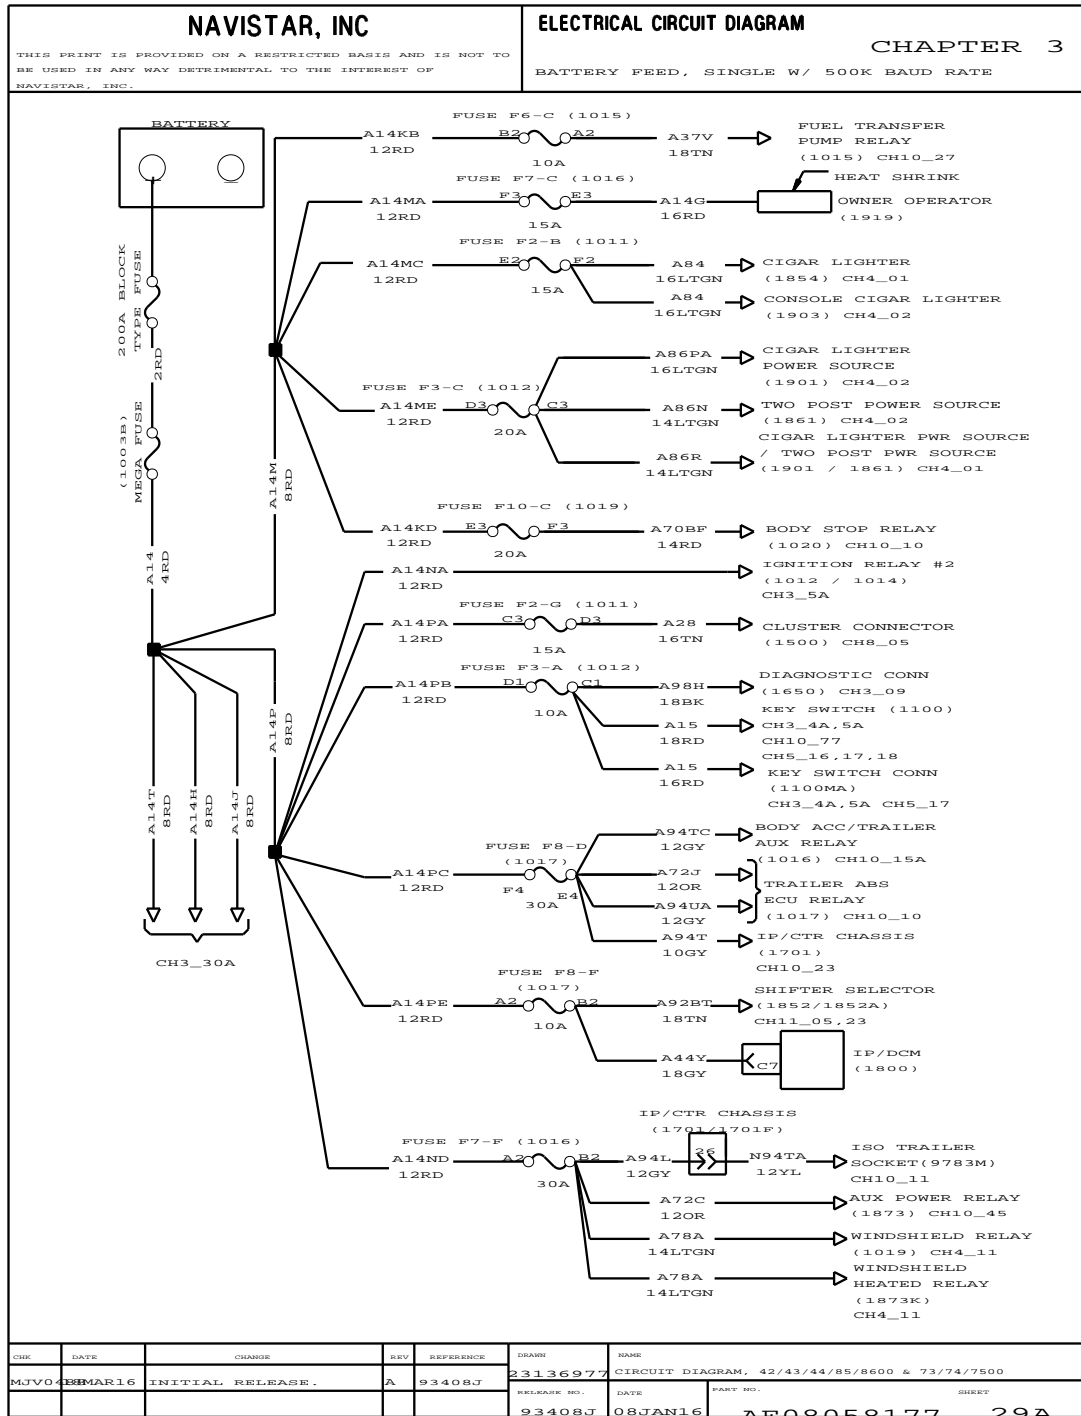 NAVISTAR, INC
THIS PRINT IS PROVIDED ON A RESTRICTED BASIS AND IS NOT TO
BE USED IN ANY WAY DETRIMENTAL TO THE INTEREST OF
NAVISTAR, INC.
ELECTRICAL CIRCUIT DIAGRAM
CHAPTER 3
BATTERY FEED, SINGLE W/ 500K BAUD RATE
BATTERY
200A BLOCK
TYPE FUSE
2RD
(1003B)
MEGA FUSE
A14
4RD
A14M
8RD
A14P
8RD
A14T
8RD
A14H
8RD
A14J
8RD
CH3_30A
FUSE F6-C (1015)
A14KB
12RD
B2
A2
10A
A37V
18TN
FUEL TRANSFER
PUMP RELAY
(1015) CH10_27
FUSE F7-C (1016)
HEAT SHRINK
A14MA
12RD
F3
E3
15A
A14G
16RD
OWNER OPERATOR
(1919)
FUSE F2-B (1011)
A14MC
12RD
E2
F2
15A
A84
16LTGN
CIGAR LIGHTER
(1854) CH4_01
A84
16LTGN
CONSOLE CIGAR LIGHTER
(1903) CH4_02
A86PA
16LTGN
CIGAR LIGHTER
POWER SOURCE
(1901) CH4_02
FUSE F3-C (1012)
A14ME
12RD
D3
C3
20A
A86N
14LTGN
TWO POST POWER SOURCE
(1861) CH4_02
A86R
14LTGN
CIGAR LIGHTER PWR SOURCE
/ TWO POST PWR SOURCE
(1901 / 1861) CH4_01
FUSE F10-C (1019)
A14KD
12RD
E3
F3
20A
A70BF
14RD
BODY STOP RELAY
(1020) CH10_10
A14NA
12RD
IGNITION RELAY #2
(1012 / 1014)
CH3_5A
FUSE F2-G (1011)
A14PA
12RD
C3
D3
15A
A28
16TN
CLUSTER CONNECTOR
(1500) CH8_05
FUSE F3-A (1012)
A14PB
12RD
D1
C1
10A
A98H
18BK
DIAGNOSTIC CONN
(1650) CH3_09
A15
18RD
KEY SWITCH (1100)
CH3_4A,5A
CH10_77
CH5_16,17,18
A15
16RD
KEY SWITCH CONN
(1100MA)
CH3_4A,5A CH5_17
FUSE F8-D
(1017)
A14PC
12RD
F4
E4
30A
A94TC
12GY
BODY ACC/TRAILER
AUX RELAY
(1016) CH10_15A
A72J
12OR
A94UA
12GY
TRAILER ABS
ECU RELAY
(1017) CH10_10
A94T
10GY
IP/CTR CHASSIS
(1701)
CH10_23
FUSE F8-F
(1017)
A14PE
12RD
A2
B2
10A
A92BT
18TN
SHIFTER SELECTOR
(1852/1852A)
CH11_05,23
A44Y
18GY
C7
IP/DCM
(1800)
IP/CTR CHASSIS
(1701/1701F)
FUSE F7-F (1016)
A14ND
12RD
A2
B2
30A
A94L
12GY
26
N94TA
12YL
ISO TRAILER
SOCKET(9783M)
CH10_11
A72C
12OR
AUX POWER RELAY
(1873) CH10_45
A78A
14LTGN
WINDSHIELD RELAY
(1019) CH4_11
A78A
14LTGN
WINDSHIELD
HEATED RELAY
(1873K)
CH4_11
CHK DATE CHANGE REV REFERENCE
INITIAL RELEASE. A 93408J
DRAWN
23136977
NAME
CIRCUIT DIAGRAM, 42/43/44/85/8600 & 73/74/7500
RELEASE NO.
93408J
DATE
08JAN16
PART NO.
AF08058177
SHEET
29A